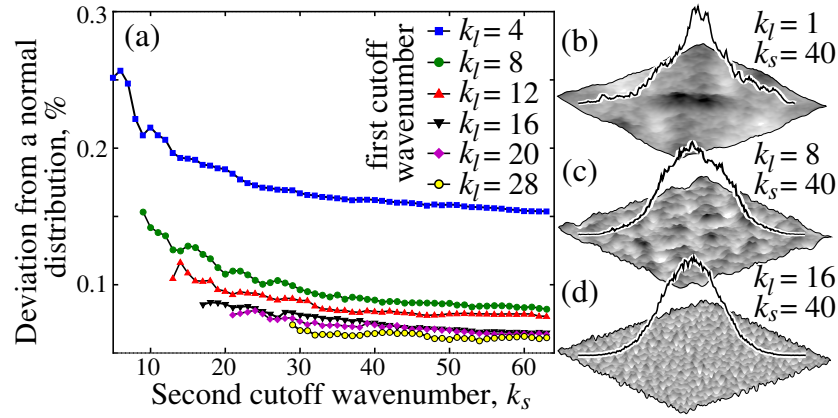 (a)
Deviation from a normal
distribution, %
0.3
0.2
0.1
10 20 30 40 50 60
Second cutoff wavenumber, k_s
first cutoff
wavenumber
k_l = 4
k_l = 8
k_l = 12
k_l = 16
k_l = 20
k_l = 28
(b)
k_l = 1
k_s = 40
(c)
k_l = 8
k_s = 40
(d)
k_l = 16
k_s = 40